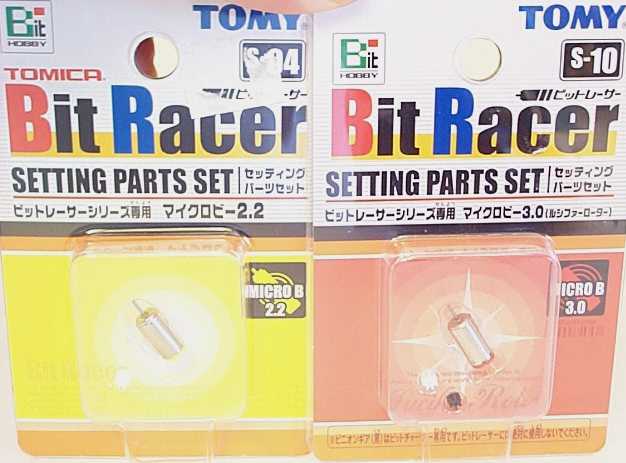 Bit
HOBBY
TOMY
S-04
TOMICA
Bit Racer
ビットレーサー
SETTING PARTS SET
セッティング
パーツセット
ビットレーサーシリーズ専用 マイクロビー2.2
MICRO B
2.2
Bit
HOBBY
TOMY
S-10
Bit Racer
ビットレーサー
SETTING PARTS SET
セッティング
パーツセット
ビットレーサーシリーズ専用 マイクロビー3.0(ルシファーローター)
MICRO B
3.0